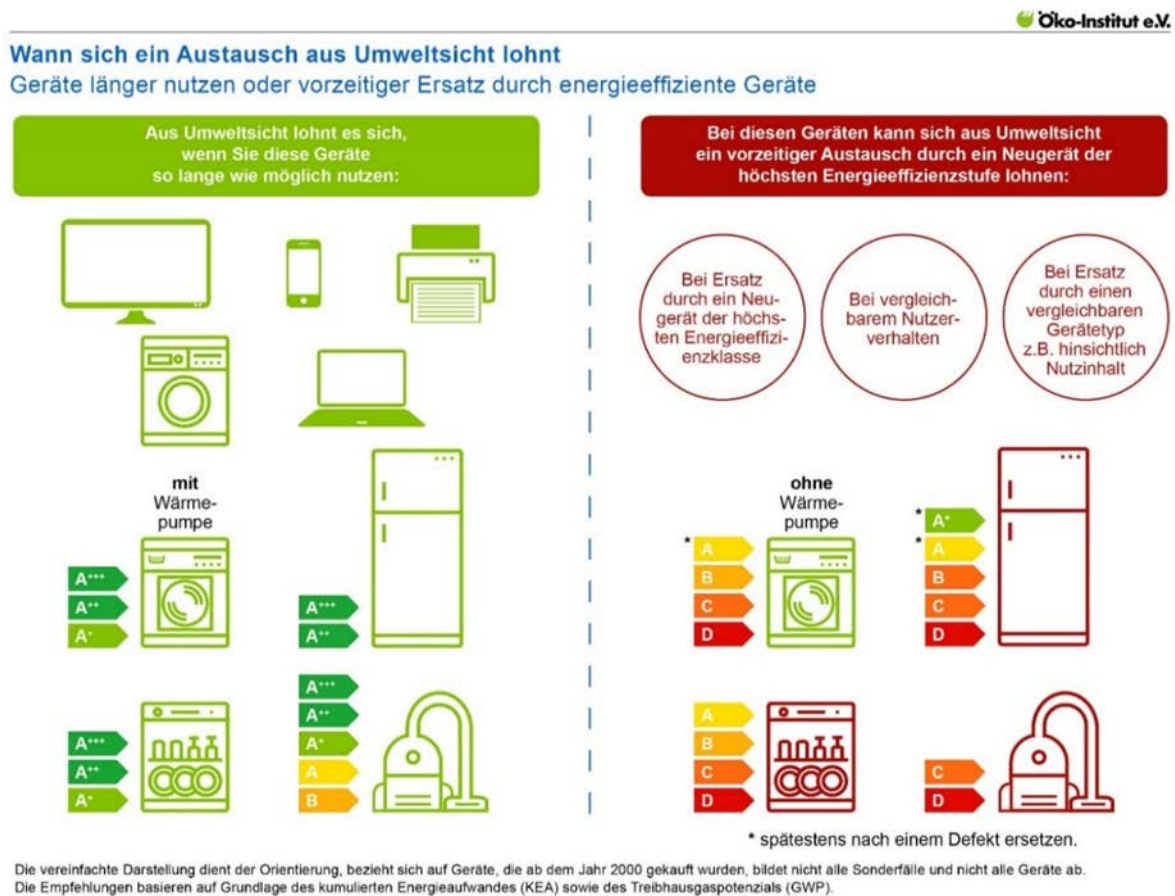 Öko-Institut e.V.
Wann sich ein Austausch aus Umweltsicht lohnt
Geräte länger nutzen oder vorzeitiger Ersatz durch energieeffiziente Geräte
Aus Umweltsicht lohnt es sich,
wenn Sie diese Geräte
so lange wie möglich nutzen:
mit
Wärme-
pumpe
A+++
A++
A+
A+++
A++
A+++
A++
A+
A+++
A++
A+
A
B
Bei diesen Geräten kann sich aus Umweltsicht
ein vorzeitiger Austausch durch ein Neugerät der
höchsten Energieeffizienzstufe lohnen:
Bei Ersatz
durch ein Neu-
gerät der höchs-
ten Energieeffizi-
enzklasse
Bei vergleich-
barem Nutzer-
verhalten
Bei Ersatz
durch einen
vergleichbaren
Gerätetyp
z.B. hinsichtlich
Nutzinhalt
ohne
Wärme-
pumpe
* A
B
C
D
* A+
* A
B
C
D
A
B
C
D
C
D
* spätestens nach einem Defekt ersetzen.
Die vereinfachte Darstellung dient der Orientierung, bezieht sich auf Geräte, die ab dem Jahr 2000 gekauft wurden, bildet nicht alle Sonderfälle und nicht alle Geräte ab.
Die Empfehlungen basieren auf Grundlage des kumulierten Energieaufwandes (KEA) sowie des Treibhausgaspotenzials (GWP).